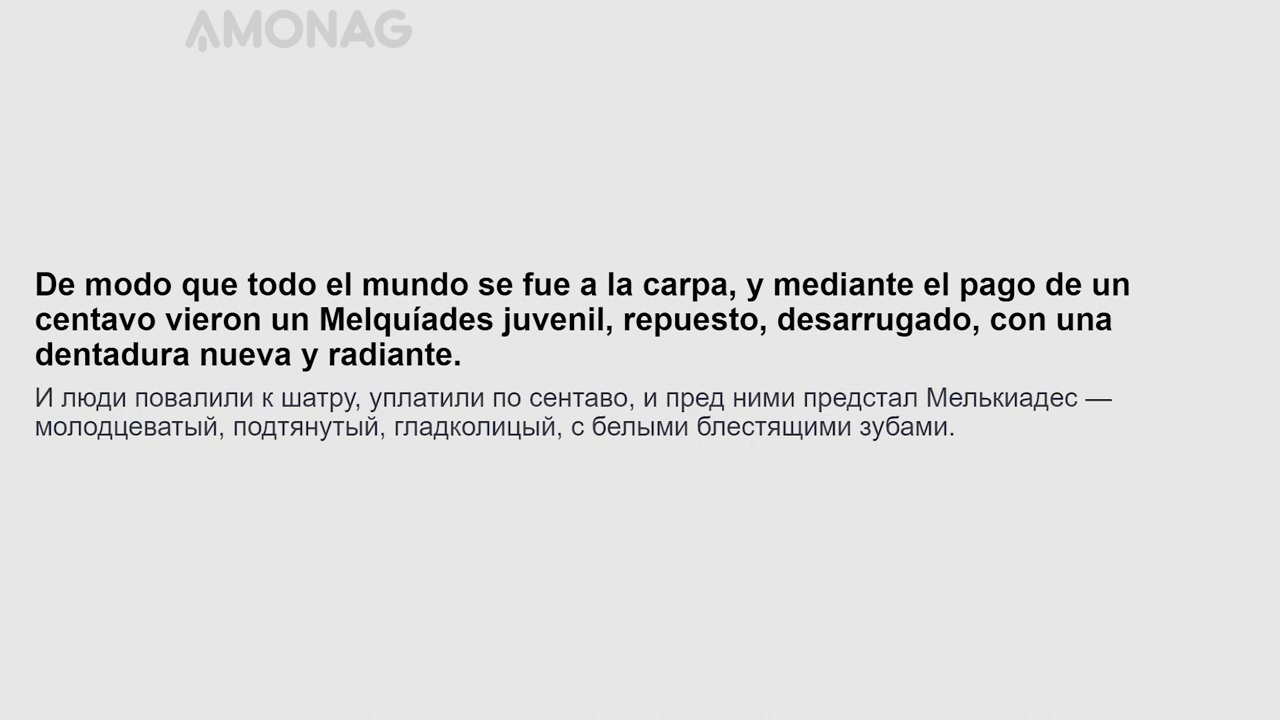 AMONAG
De modo que todo el mundo se fue a la carpa, y mediante el pago de un
centavo vieron un Melquíades juvenil, repuesto, desarrugado, con una
dentadura nueva y radiante.
И люди повалили к шатру, уплатили по сентаво, и пред ними предстал Мелькиадес —
молодцеватый, подтянутый, гладколицый, с белыми блестящими зубами.